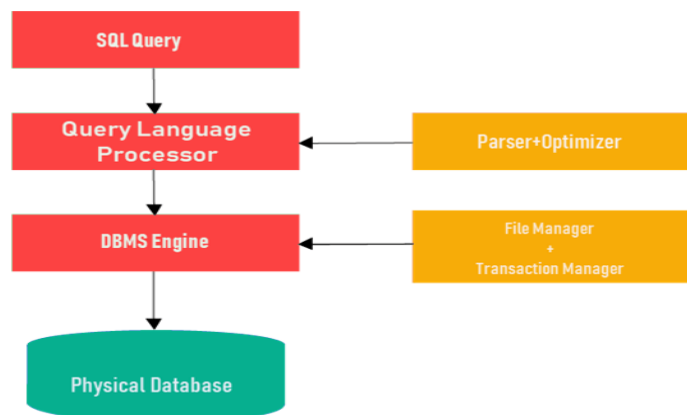 SQL Query
Query Language
Processor
Parser+Optimizer
DBMS Engine
File Manager
+
Transaction Manager
Physical Database